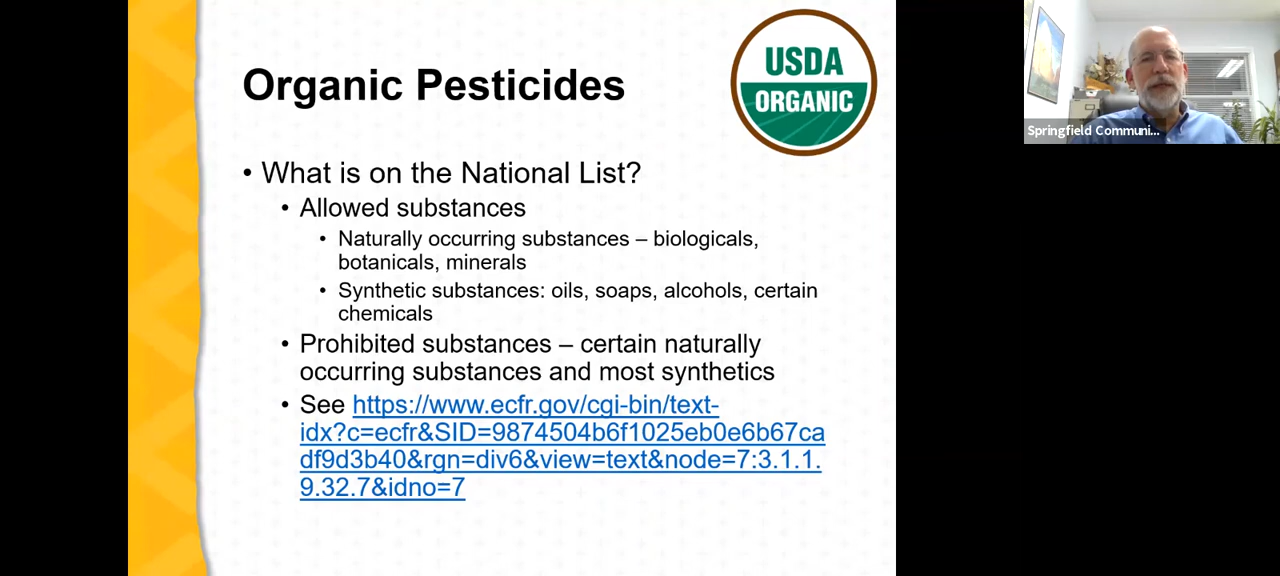 Organic Pesticides
USDA
ORGANIC
• What is on the National List?
• Allowed substances
• Naturally occurring substances – biologicals,
botanicals, minerals
• Synthetic substances: oils, soaps, alcohols, certain
chemicals
• Prohibited substances – certain naturally
occurring substances and most synthetics
• See https://www.ecfr.gov/cgi-bin/text-
idx?c=ecfr&SID=9874504b6f1025eb0e6b67ca
df9d3b40&rgn=div6&view=text&node=7:3.1.1.
9.32.7&idno=7
Springfield Communi...